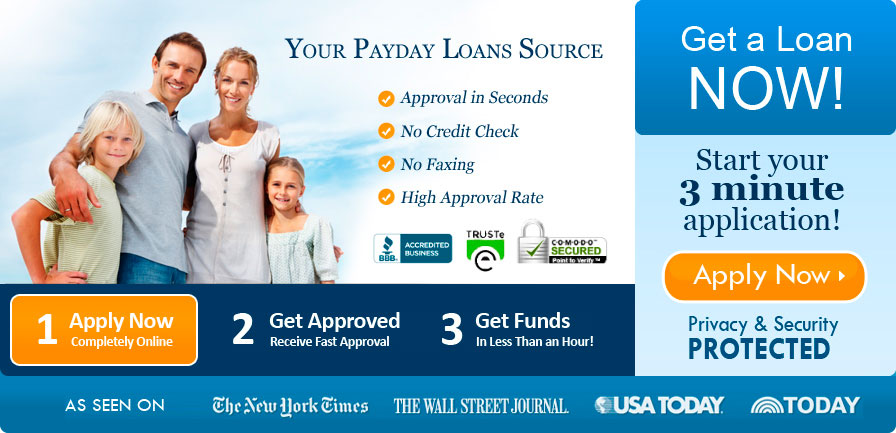 YOUR PAYDAY LOANS SOURCE
Approval in Seconds
No Credit Check
No Faxing
High Approval Rate
BBB
ACCREDITED
BUSINESS
TRUSTe
COMODO™
SECURED
Point to Verify™
Get a Loan
NOW!
Start your
3 minute
application!
Apply Now
Privacy & Security
PROTECTED
1 Apply Now
Completely Online
2 Get Approved
Receive Fast Approval
3 Get Funds
In Less Than an Hour!
AS SEEN ON
The New York Times
THE WALL STREET JOURNAL.
USA TODAY.
TODAY